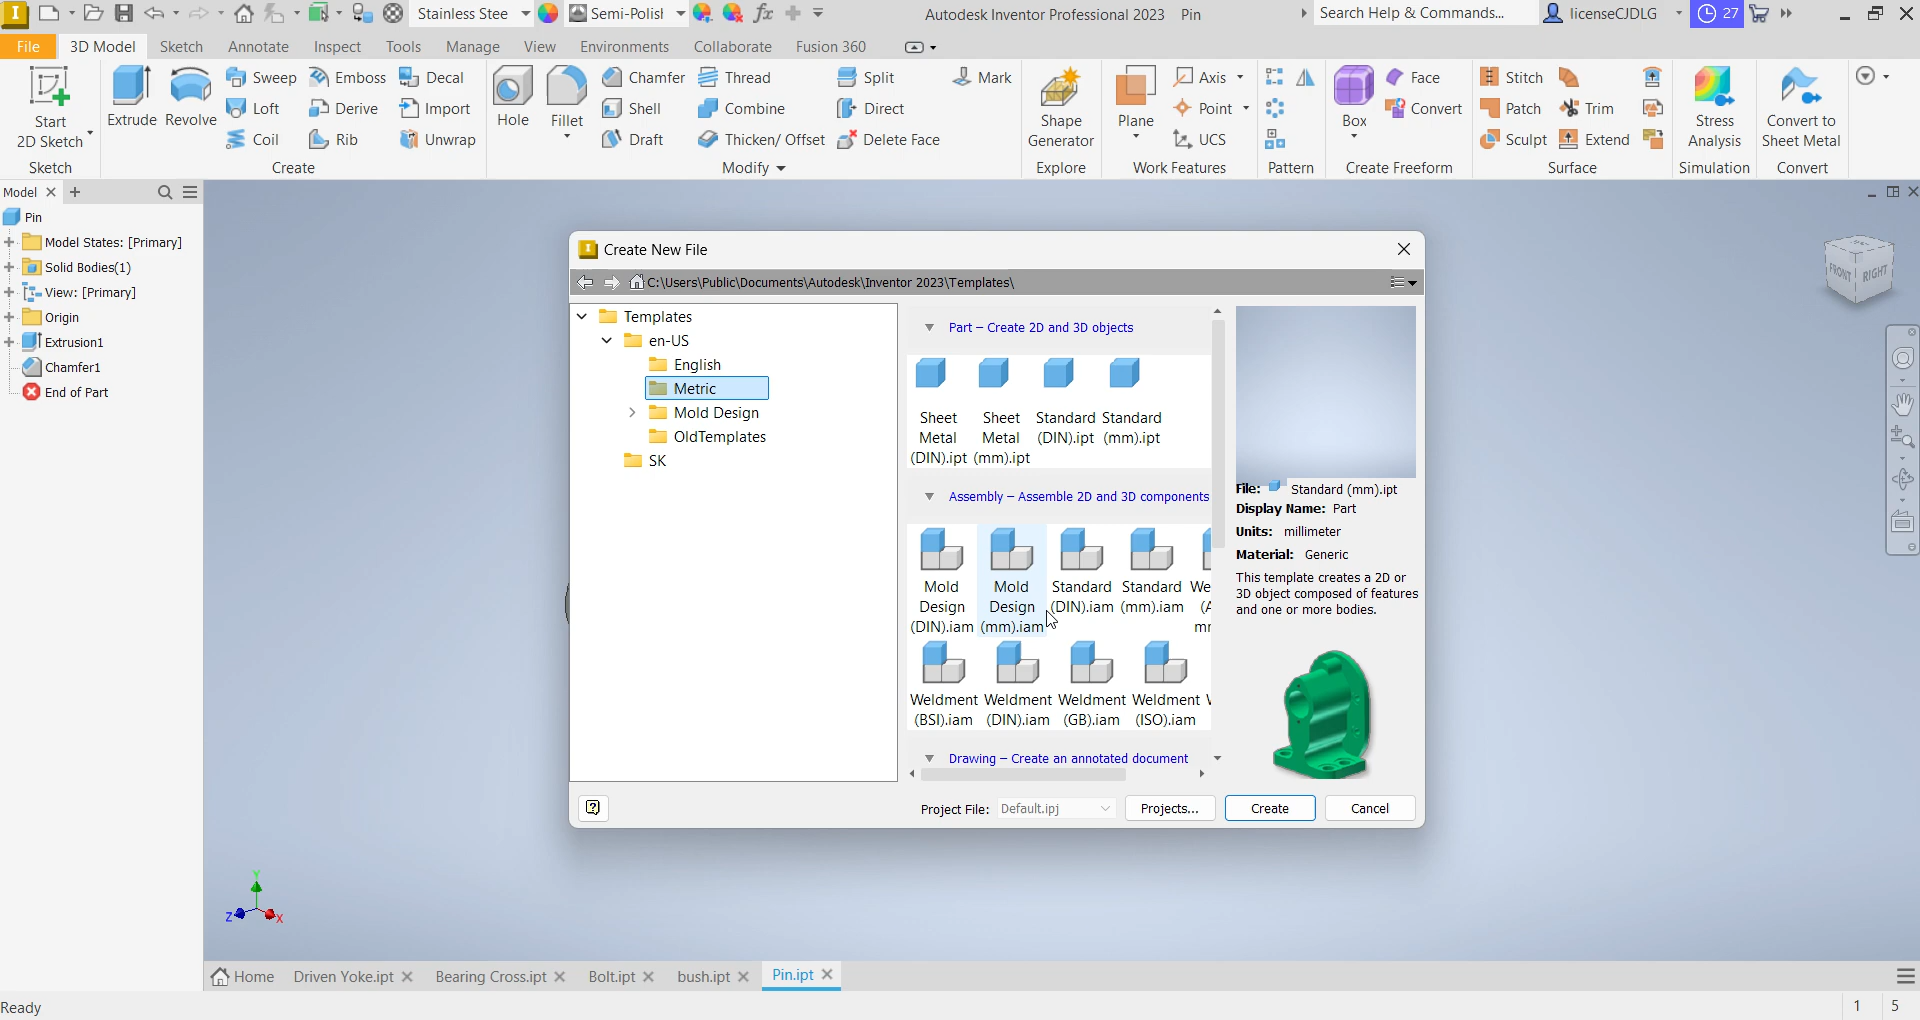 Stainless Stee
Semi-Polisł
Autodesk Inventor Professional 2023 Pin
Search Help & Commands...
licenseCJDLG
27
File
3D Model
Sketch
Annotate
Inspect
Tools
Manage
View
Environments
Collaborate
Fusion 360
Start
2D Sketch
Sketch
Extrude
Revolve
Sweep
Loft
Coil
Emboss
Derive
Rib
Decal
Import
Unwrap
Create
Hole
Fillet
Chamfer
Shell
Draft
Thread
Combine
Thicken/ Offset
Split
Direct
Delete Face
Mark
Modify
Shape
Generator
Explore
Plane
Axis
Point
UCS
Work Features
Pattern
Box
Face
Convert
Create Freeform
Stitch
Patch
Sculpt
Trim
Extend
Surface
Stress
Analysis
Simulation
Convert to
Sheet Metal
Convert
Model
Pin
Model States: [Primary]
Solid Bodies(1)
View: [Primary]
Origin
Extrusion1
Chamfer1
End of Part
FRONT
RIGHT
Create New File
C:\Users\Public\Documents\Autodesk\Inventor 2023\Templates\
Templates
en-US
English
Metric
Mold Design
OldTemplates
SK
Part – Create 2D and 3D objects
Sheet
Metal
(DIN).ipt
Sheet
Metal
(mm).ipt
Standard
(DIN).ipt
Standard
(mm).ipt
Assembly – Assemble 2D and 3D components
Mold
Design
(DIN).iam
Mold
Design
(mm).iam
Standard
(DIN).iam
Standard
(mm).iam
We
(A
mm
Weldment
(BSI).iam
Weldment
(DIN).iam
Weldment
(GB).iam
Weldment
(ISO).iam
Drawing – Create an annotated document
File: Standard (mm).ipt
Display Name: Part
Units: millimeter
Material: Generic
This template creates a 2D or
3D object composed of features
and one or more bodies.
Project File:
Default.ipj
Projects...
Create
Cancel
Y
Z
X
Home
Driven Yoke.ipt
Bearing Cross.ipt
Bolt.ipt
bush.ipt
Pin.ipt
Ready
1
5